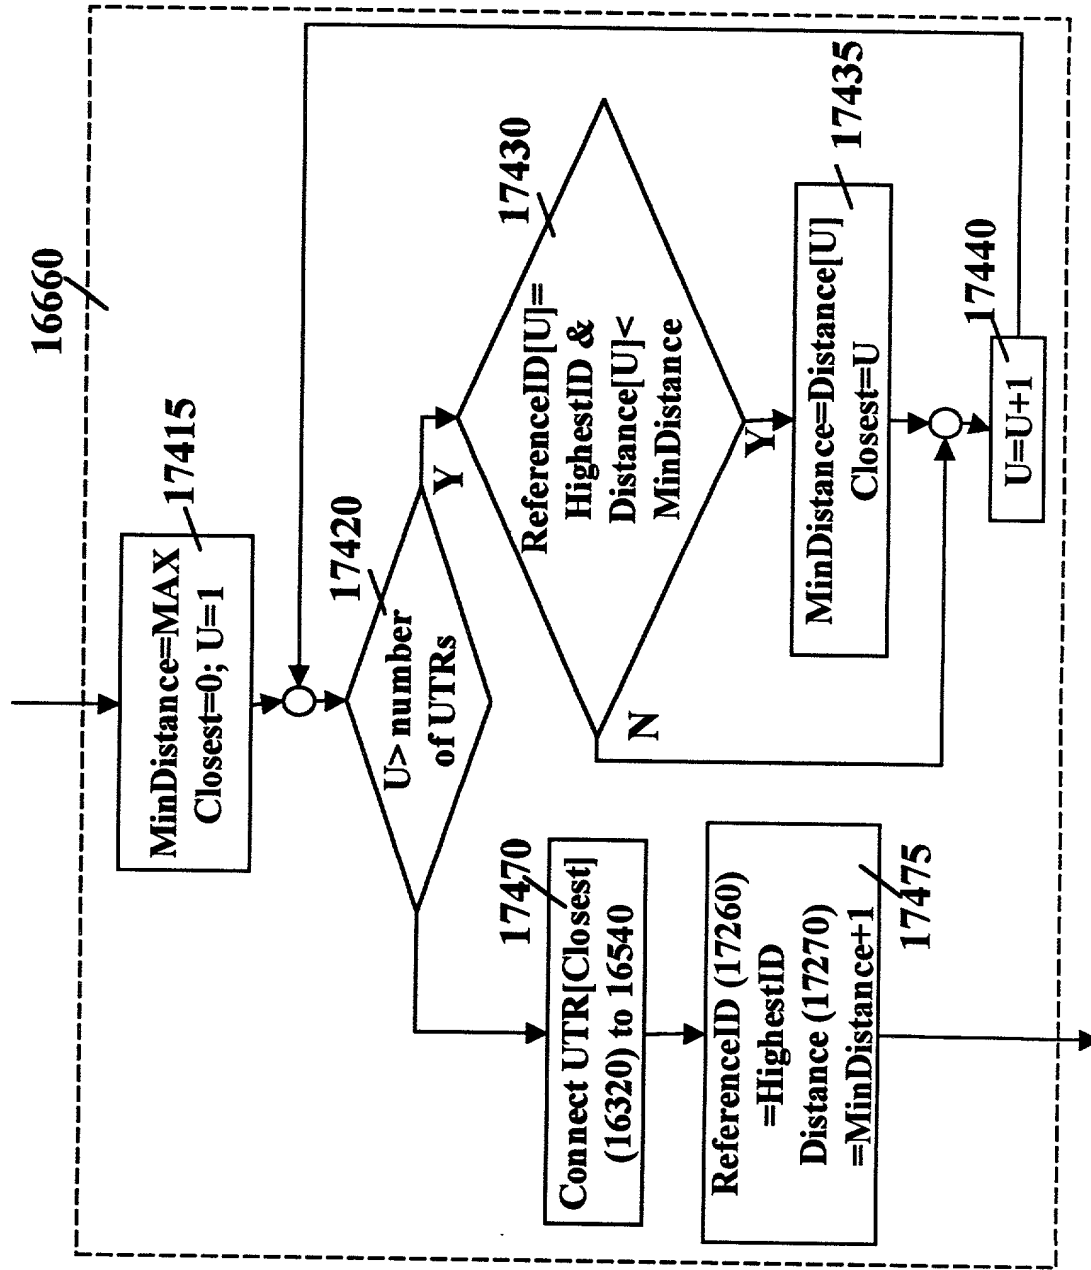 16660
17415
MinDistance=MAX
Closest=0; U=1
17420
U> number
of UTRs
Y
17430
ReferenceID[U]=
HighestID &
Distance[U]<
MinDistance
N
Y
17435
MinDistance=Distance[U]
Closest=U
17440
U=U+1
17470
Connect UTR[Closest]
(16320) to 16540
17475
ReferenceID (17260)
=HighestID
Distance (17270)
=MinDistance+1